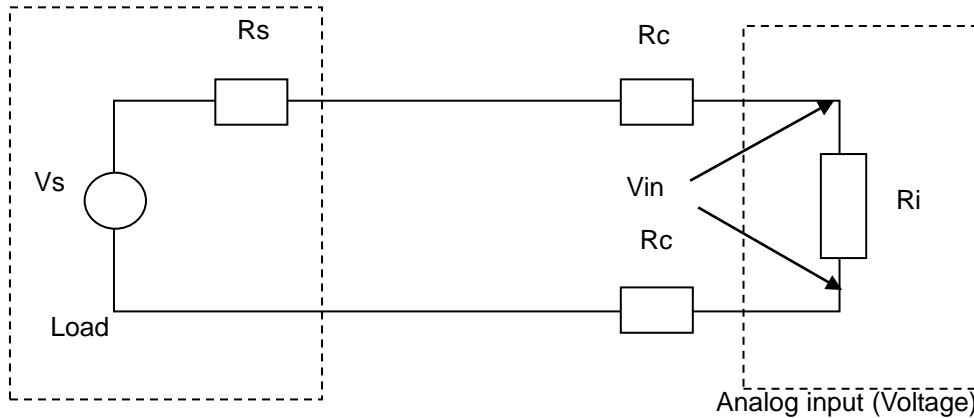 Rs
Rc
Vs
Vin
Ri
Rc
Load
Analog input (Voltage)